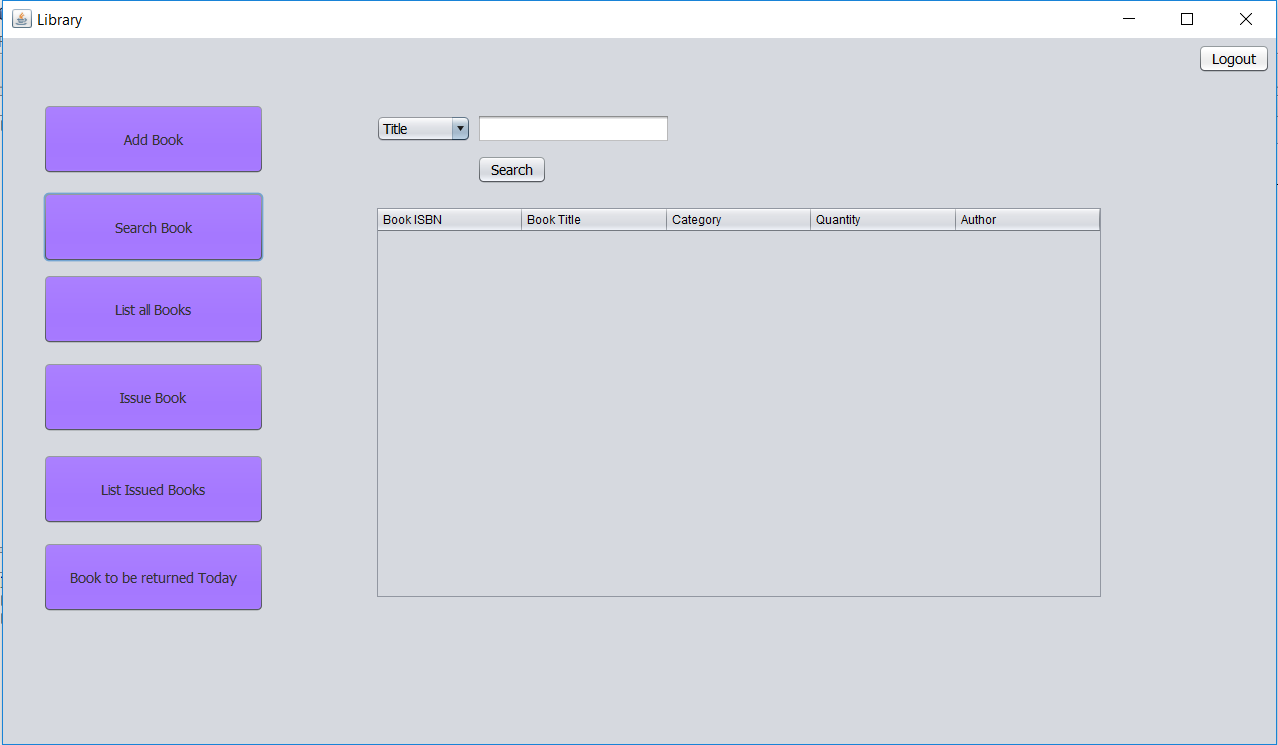 Library
Logout
Add Book
Search Book
List all Books
Issue Book
List Issued Books
Book to be returned Today
Title
Search
Book ISBN Book Title Category Quantity Author